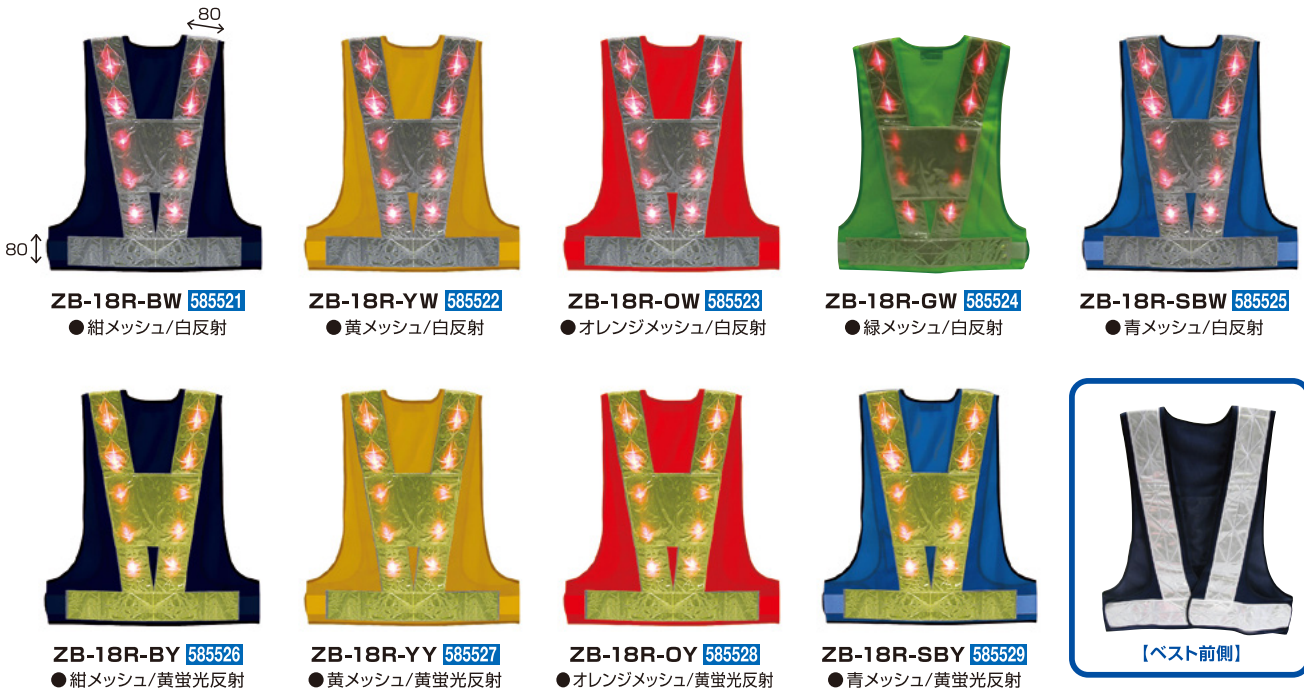 80
80
ZB-18R-BW 585521
●紺メッシュ/白反射
ZB-18R-YW 585522
●黄メッシュ/白反射
ZB-18R-OW 585523
●オレンジメッシュ/白反射
ZB-18R-GW 585524
●緑メッシュ/白反射
ZB-18R-SBW 585525
●青メッシュ/白反射
ZB-18R-BY 585526
●紺メッシュ/黄蛍光反射
ZB-18R-YY 585527
●黄メッシュ/黄蛍光反射
ZB-18R-OY 585528
●オレンジメッシュ/黄蛍光反射
ZB-18R-SBY 585529
●青メッシュ/黄蛍光反射
【ベスト前側】